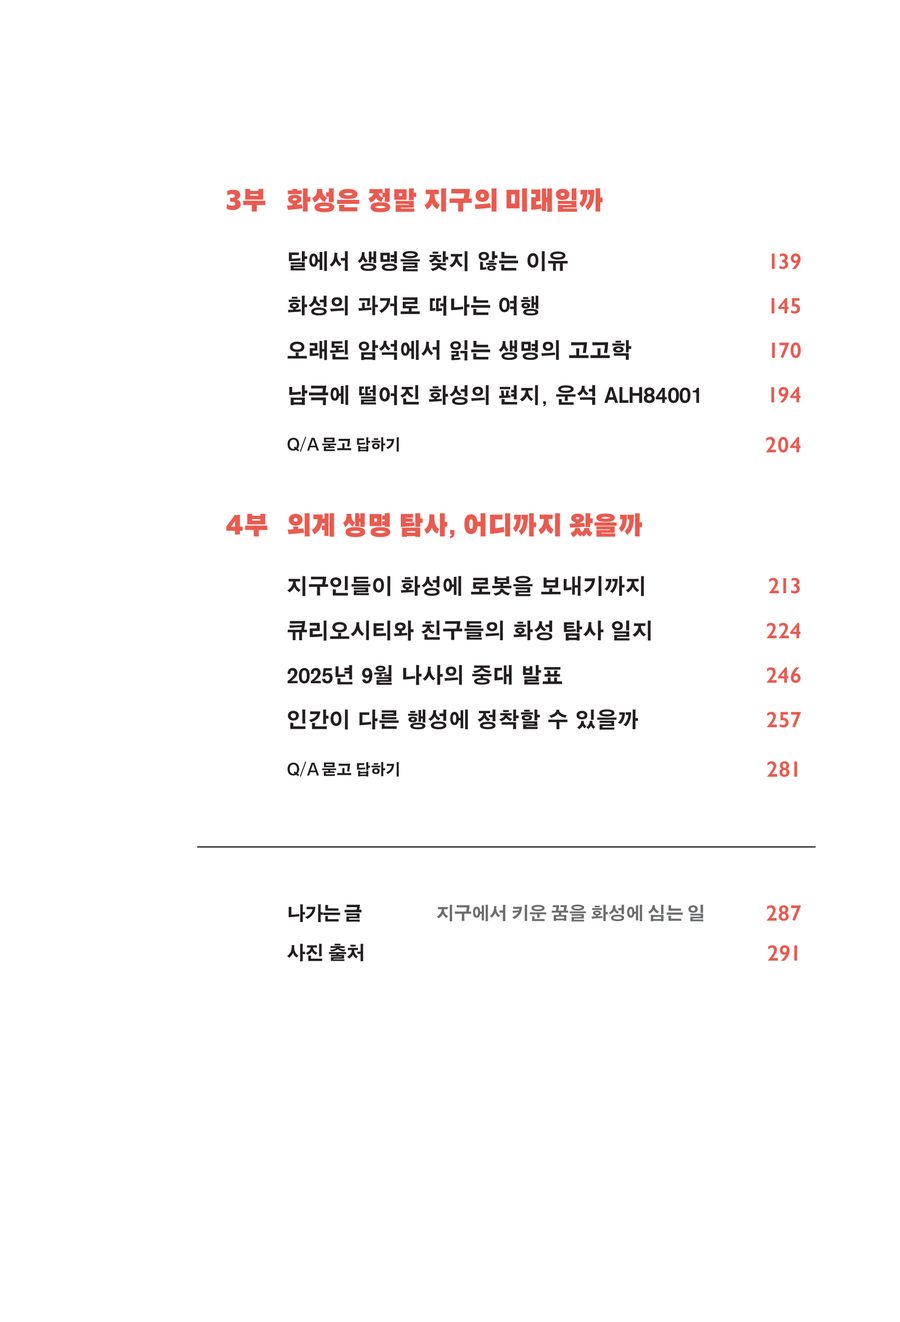 3부 화성은 정말 지구의 미래일까
달에서 생명을 찾지 않는 이유 139
화성의 과거로 떠나는 여행 145
오래된 암석에서 읽는 생명의 고고학 170
남극에 떨어진 화성의 편지, 운석 ALH84001 194
Q/A 묻고 답하기 204
4부 외계 생명 탐사, 어디까지 왔을까
지구인들이 화성에 로봇을 보내기까지 213
큐리오시티와 친구들의 화성 탐사 일지 224
2025년 9월 나사의 중대 발표 246
인간이 다른 행성에 정착할 수 있을까 257
Q/A 묻고 답하기 281
나가는 글 지구에서 키운 꿈을 화성에 심는 일 287
사진 출처 291